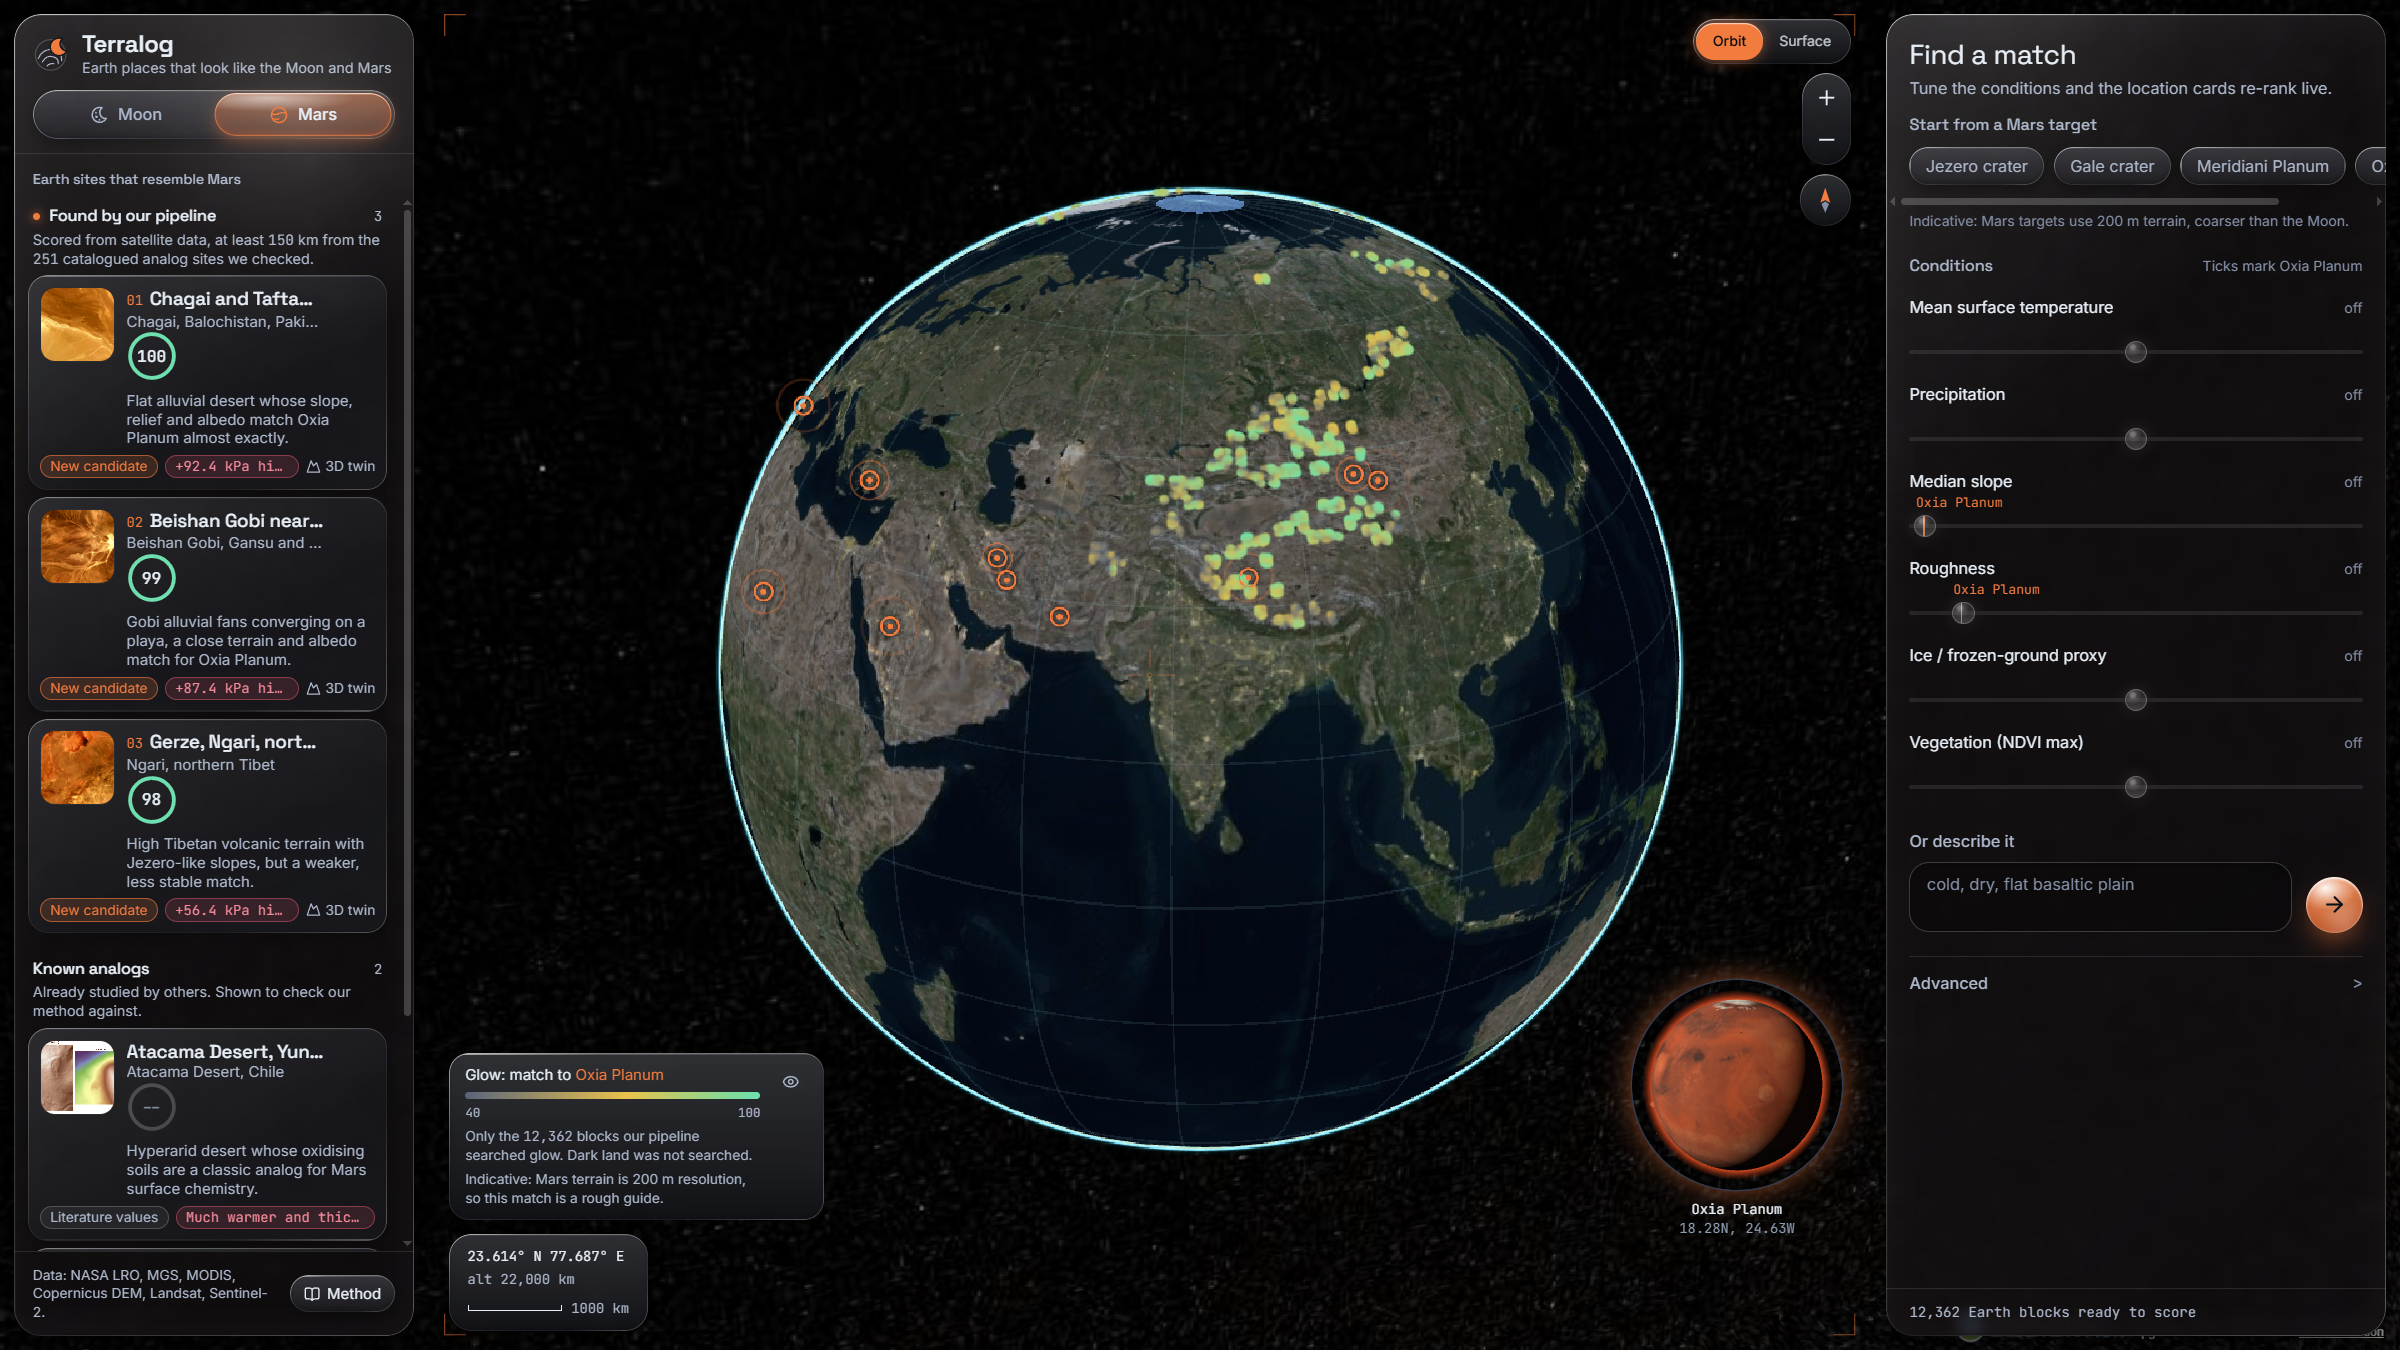 Terralog
Earth places that look like the Moon and Mars
Moon
Mars
Earth sites that resemble Mars
Found by our pipeline 3
Scored from satellite data, at least 150 km from the
251 catalogued analog sites we checked.
01 Chagai and Tafta...
Chagai, Balochistan, Paki...
100
Flat alluvial desert whose slope,
relief and albedo match Oxia
Planum almost exactly.
New candidate +92.4 kPa hi... 3D twin
02 Beishan Gobi near...
Beishan Gobi, Gansu and ...
99
Gobi alluvial fans converging on a
playa, a close terrain and albedo
match for Oxia Planum.
New candidate +87.4 kPa hi... 3D twin
03 Gerze, Ngari, nort...
Ngari, northern Tibet
98
High Tibetan volcanic terrain with
Jezero-like slopes, but a weaker,
less stable match.
New candidate +56.4 kPa hi... 3D twin
Known analogs 2
Already studied by others. Shown to check our
method against.
Atacama Desert, Yun...
Atacama Desert, Chile
--
Hyperarid desert whose oxidising
soils are a classic analog for Mars
surface chemistry.
Literature values Much warmer and thic...
Data: NASA LRO, MGS, MODIS,
Copernicus DEM, Landsat, Sentinel-
2.
Method
Orbit Surface
+
−
Glow: match to Oxia Planum
40 100
Only the 12,362 blocks our pipeline
searched glow. Dark land was not searched.
Indicative: Mars terrain is 200 m resolution,
so this match is a rough guide.
23.614° N 77.687° E
alt 22,000 km
1000 km
Oxia Planum
18.28N, 24.63W
Find a match
Tune the conditions and the location cards re-rank live.
Start from a Mars target
Jezero crater Gale crater Meridiani Planum
Indicative: Mars targets use 200 m terrain, coarser than the Moon.
Conditions Ticks mark Oxia Planum
Mean surface temperature off
Precipitation off
Median slope off
Oxia Planum
Roughness off
Oxia Planum
Ice / frozen-ground proxy off
Vegetation (NDVI max) off
Or describe it
cold, dry, flat basaltic plain
Advanced >
12,362 Earth blocks ready to score